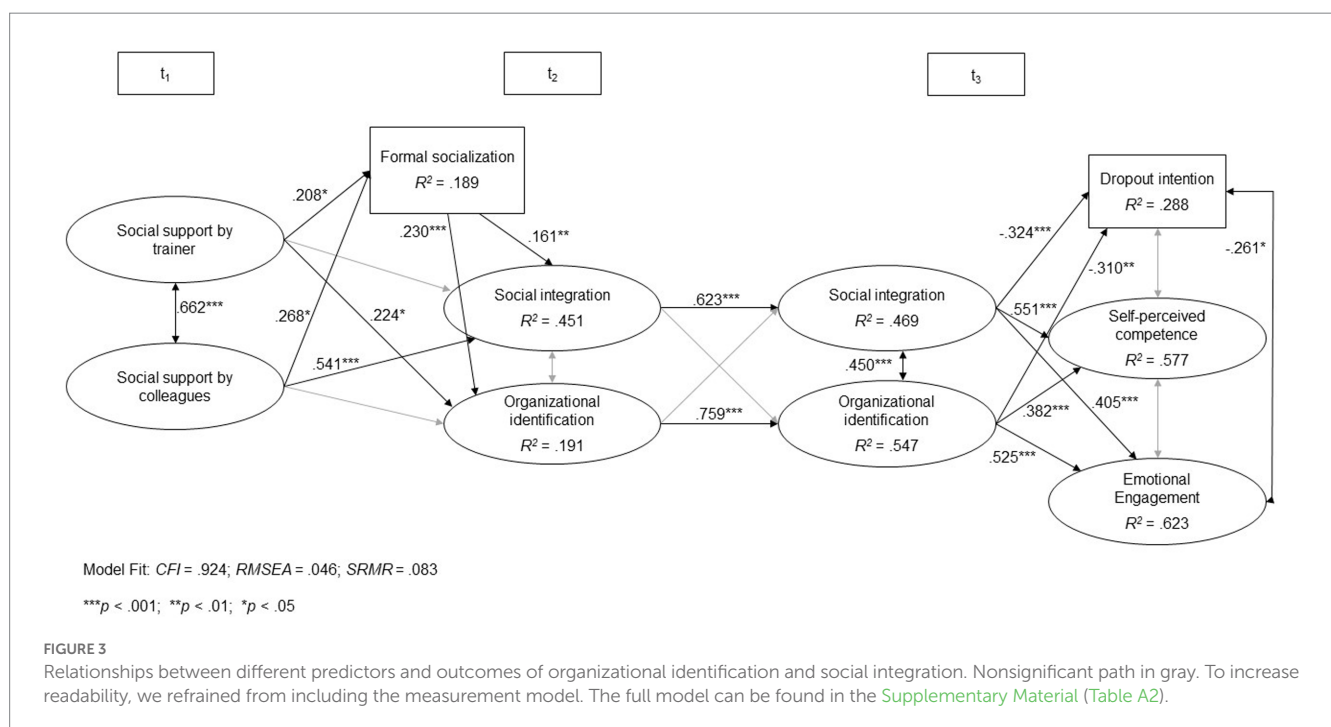 t1
t2
t3
Formal socialization
R² = .189
Dropout intention
R² = .288
.208*
Social support by
trainer
.230***
.161**
-.324***
-.261*
-.310**
.662***
.268*
.224*
Social integration
R² = .451
.623***
Social integration
R² = .469
.551***
Self-perceived
competence
R² = .577
.541***
.450***
Social support by
colleagues
Organizational
identification
R² = .191
.759***
Organizational
identification
R² = .547
.382***
.405***
.525***
Emotional
Engagement
R² = .623
Model Fit: CFI = .924; RMSEA = .046; SRMR = .083
***p < .001; **p < .01; *p < .05
FIGURE 3
Relationships between different predictors and outcomes of organizational identification and social integration. Nonsignificant path in gray. To increase
readability, we refrained from including the measurement model. The full model can be found in the Supplementary Material (Table A2).